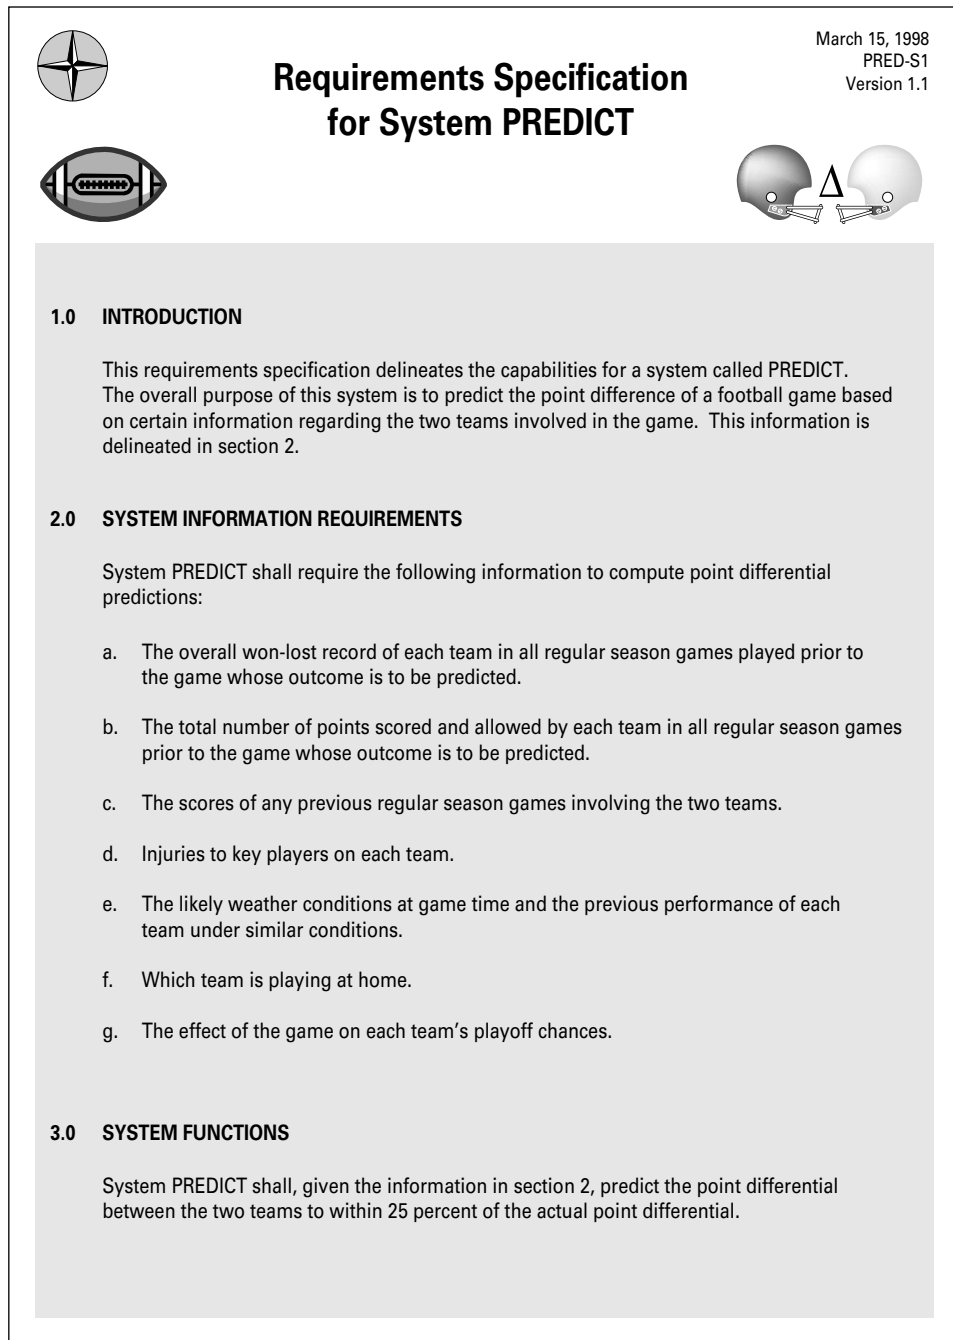 March 15, 1998
PRED-S1
Version 1.1
Requirements Specification
for System PREDICT
Δ
1.0 INTRODUCTION
This requirements specification delineates the capabilities for a system called PREDICT.
The overall purpose of this system is to predict the point difference of a football game based
on certain information regarding the two teams involved in the game. This information is
delineated in section 2.
2.0 SYSTEM INFORMATION REQUIREMENTS
System PREDICT shall require the following information to compute point differential
predictions:
a. The overall won-lost record of each team in all regular season games played prior to
the game whose outcome is to be predicted.
b. The total number of points scored and allowed by each team in all regular season games
prior to the game whose outcome is to be predicted.
c. The scores of any previous regular season games involving the two teams.
d. Injuries to key players on each team.
e. The likely weather conditions at game time and the previous performance of each
team under similar conditions.
f. Which team is playing at home.
g. The effect of the game on each team’s playoff chances.
3.0 SYSTEM FUNCTIONS
System PREDICT shall, given the information in section 2, predict the point differential
between the two teams to within 25 percent of the actual point differential.